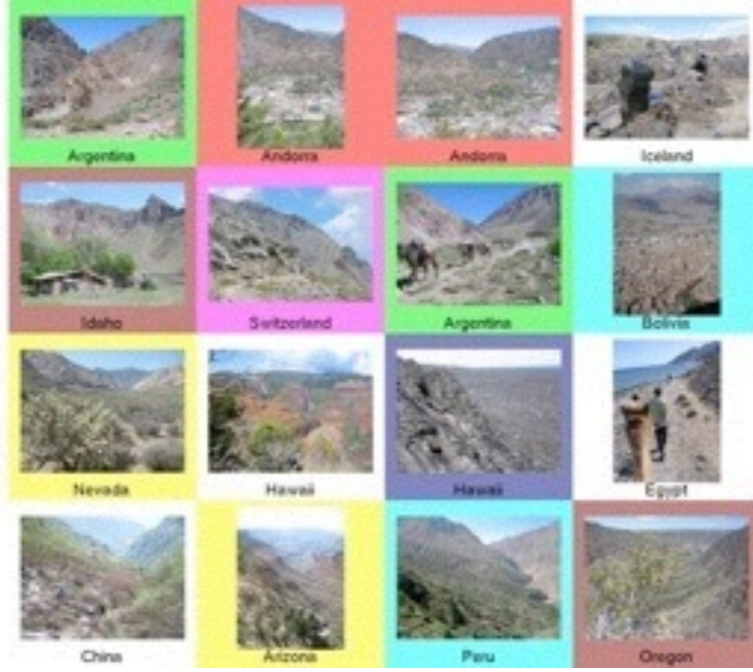 Argentina
Andorra
Andorra
Iceland
Idaho
Switzerland
Argentina
Bolivia
Nevada
Hawaii
Hawaii
Egypt
China
Arizona
Peru
Oregon